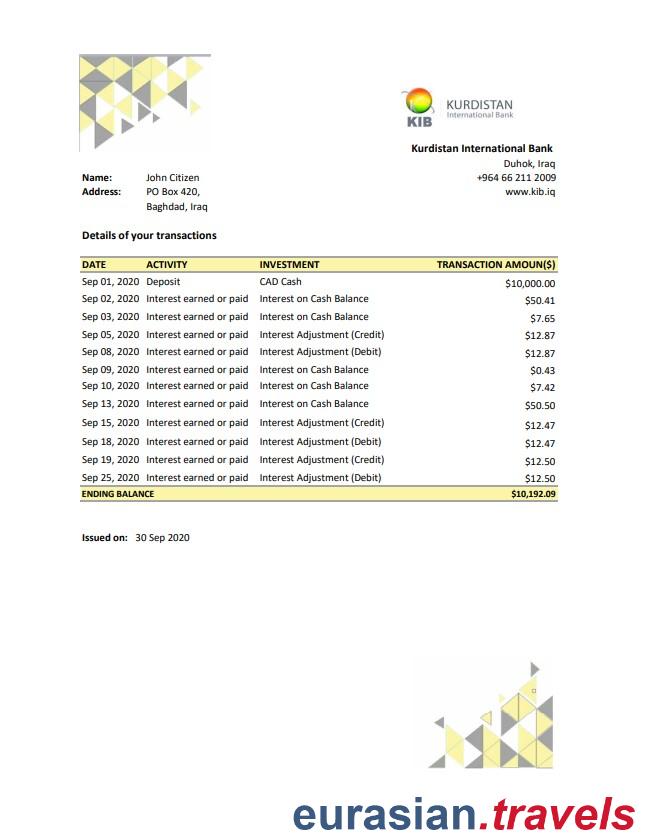 KIB
KURDISTAN
International Bank
Kurdistan International Bank
Duhok, Iraq
+964 66 211 2009
www.kib.iq
Name: John Citizen
Address: PO Box 420,
Baghdad, Iraq
Details of your transactions
DATE ACTIVITY INVESTMENT TRANSACTION AMOUN($)
Sep 01, 2020 Deposit CAD Cash $10,000.00
Sep 02, 2020 Interest earned or paid Interest on Cash Balance $50.41
Sep 03, 2020 Interest earned or paid Interest on Cash Balance $7.65
Sep 05, 2020 Interest earned or paid Interest Adjustment (Credit) $12.87
Sep 08, 2020 Interest earned or paid Interest Adjustment (Debit) $12.87
Sep 09, 2020 Interest earned or paid Interest on Cash Balance $0.43
Sep 10, 2020 Interest earned or paid Interest on Cash Balance $7.42
Sep 13, 2020 Interest earned or paid Interest on Cash Balance $50.50
Sep 15, 2020 Interest earned or paid Interest Adjustment (Credit) $12.47
Sep 18, 2020 Interest earned or paid Interest Adjustment (Debit) $12.47
Sep 19, 2020 Interest earned or paid Interest Adjustment (Credit) $12.50
Sep 25, 2020 Interest earned or paid Interest Adjustment (Debit) $12.50
ENDING BALANCE $10,192.09
Issued on: 30 Sep 2020
eurasian.travels